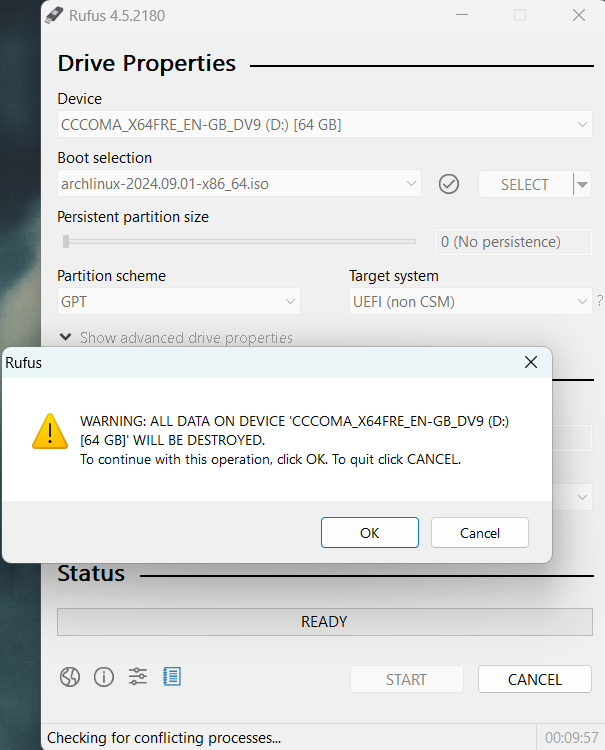 Rufus 4.5.2180
Drive Properties
Device
CCCOMA_X64FRE_EN-GB_DV9 (D:) [64 GB]
Boot selection
archlinux-2024.09.01-x86_64.iso
SELECT
Persistent partition size
0 (No persistence)
Partition scheme
Target system
GPT
UEFI (non CSM)
?
Show advanced drive properties
Rufus
WARNING: ALL DATA ON DEVICE 'CCCOMA_X64FRE_EN-GB_DV9 (D:)
[64 GB]' WILL BE DESTROYED.
To continue with this operation, click OK. To quit click CANCEL.
OK
Cancel
Status
READY
START
CANCEL
Checking for conflicting processes...
00:09:57